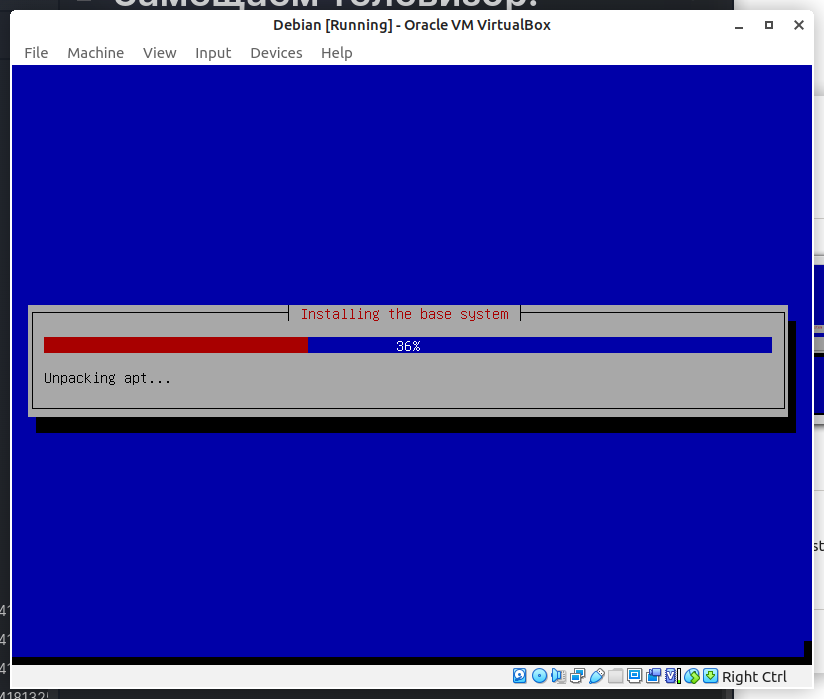 Debian [Running] - Oracle VM VirtualBox
File Machine View Input Devices Help
Installing the base system
36%
Unpacking apt...
Right Ctrl